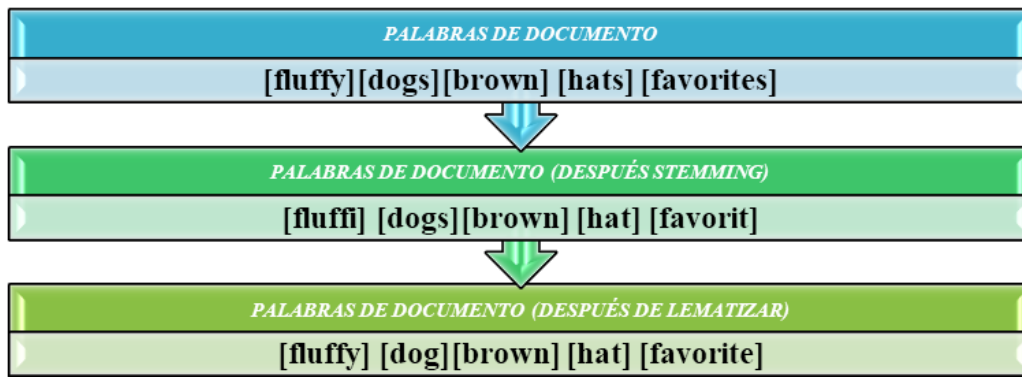 PALABRAS DE DOCUMENTO
[fluffy][dogs][brown] [hats] [favorites]
PALABRAS DE DOCUMENTO (DESPUÉS STEMMING)
[fluffi] [dogs][brown] [hat] [favorit]
PALABRAS DE DOCUMENTO (DESPUÉS DE LEMATIZAR)
[fluffy] [dog][brown] [hat] [favorite]